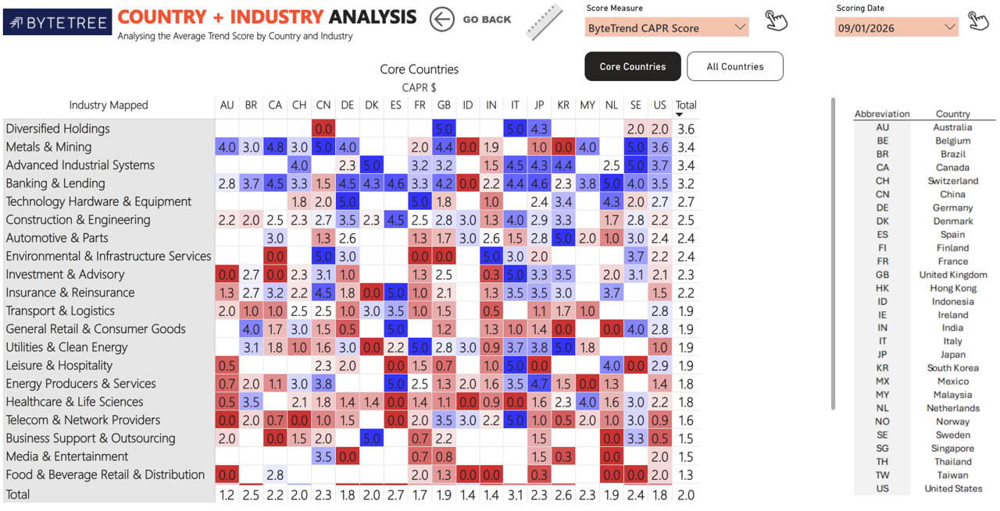 BYTETREE
COUNTRY + INDUSTRY ANALYSIS
Analysing the Average Trend Score by Country and Industry
GO BACK
Score Measure
ByteTrend CAPR Score
Scoring Date
09/01/2026
Core Countries
All Countries
Core Countries
CAPR $
Industry Mapped AU BR CA CH CN DE DK ES FR GB ID IN IT JP KR MY NL SE US Total
Diversified Holdings 0.0 5.0 5.0 4.3 2.0 2.0 3.6
Metals & Mining 4.0 3.0 4.8 3.0 5.0 4.0 2.0 4.4 0.0 1.9 1.0 0.0 4.0 5.0 3.6 3.4
Advanced Industrial Systems 4.0 2.3 5.0 3.2 3.2 1.5 4.5 4.3 4.4 2.5 5.0 3.7 3.4
Banking & Lending 2.8 3.7 4.5 3.3 1.5 4.5 4.3 4.6 3.3 4.2 0.0 2.2 4.4 4.6 2.3 3.8 5.0 4.0 3.5 3.2
Technology Hardware & Equipment 1.8 2.0 5.0 5.0 1.8 1.0 2.4 3.4 4.3 2.0 2.7 2.7
Construction & Engineering 2.2 2.0 2.5 2.3 2.7 3.5 2.3 4.5 2.5 2.8 3.0 1.3 4.0 2.9 3.3 1.7 2.8 2.2 2.5
Automotive & Parts 3.0 1.3 2.6 1.3 1.7 3.0 2.6 1.5 2.8 5.0 2.0 1.0 3.0 2.4 2.4
Environmental & Infrastructure Services 0.0 5.0 3.0 0.0 0.0 5.0 3.0 2.0 3.7 2.2 2.4
Investment & Advisory 0.0 2.7 0.0 2.3 3.1 1.0 1.3 2.5 0.3 5.0 3.3 3.5 2.0 3.1 2.1 2.3
Insurance & Reinsurance 1.3 2.7 3.2 2.2 4.5 1.8 0.0 5.0 1.0 2.1 1.3 3.5 3.5 3.0 3.7 1.5 2.2
Transport & Logistics 2.0 1.0 1.0 2.5 2.5 1.0 3.0 3.5 1.0 1.5 0.5 1.1 1.7 1.0 2.8 1.9
General Retail & Consumer Goods 4.0 1.7 3.0 1.5 0.5 5.0 1.2 1.3 1.0 1.4 0.0 0.0 4.0 2.8 1.9
Utilities & Clean Energy 3.1 1.8 1.0 1.6 3.0 0.0 2.2 5.0 2.8 3.0 0.9 3.7 3.8 5.0 1.8 1.0 1.9
Leisure & Hospitality 0.5 2.3 2.0 0.0 1.5 0.7 1.0 5.0 0.0 4.0 0.0 2.9 1.9
Energy Producers & Services 0.7 2.0 1.1 3.0 3.8 5.0 2.5 1.3 2.0 1.6 3.5 4.7 1.5 0.0 1.3 1.4 1.8
Healthcare & Life Sciences 0.5 3.5 2.1 1.8 1.4 1.4 0.0 1.4 1.1 0.0 0.9 0.0 1.6 2.3 4.0 1.6 3.0 2.2 1.8
Telecom & Network Providers 0.0 2.0 0.7 0.0 1.0 1.5 0.0 2.0 3.5 3.0 2.2 5.0 1.0 0.5 2.0 1.0 3.0 0.9 1.6
Business Support & Outsourcing 2.0 0.0 1.5 2.0 5.0 0.7 2.2 1.5 0.0 3.3 0.5 1.5
Media & Entertainment 3.5 0.0 0.7 0.8 1.5 0.3 0.0 2.0 1.5
Food & Beverage Retail & Distribution 0.0 2.8 2.0 1.3 0.0 0.0 0.3 0.0 0.0 2.0 1.3
Total 1.2 2.5 2.2 2.0 2.3 1.8 2.0 2.7 1.7 1.9 1.4 1.4 3.1 2.3 2.6 2.3 1.9 2.4 1.8 2.0
Abbreviation Country
AU Australia
BE Belgium
BR Brazil
CA Canada
CH Switzerland
CN China
DE Germany
DK Denmark
ES Spain
FI Finland
FR France
GB United Kingdom
HK Hong Kong
ID Indonesia
IE Ireland
IN India
IT Italy
JP Japan
KR South Korea
MX Mexico
MY Malaysia
NL Netherlands
NO Norway
SE Sweden
SG Singapore
TH Thailand
TW Taiwan
US United States